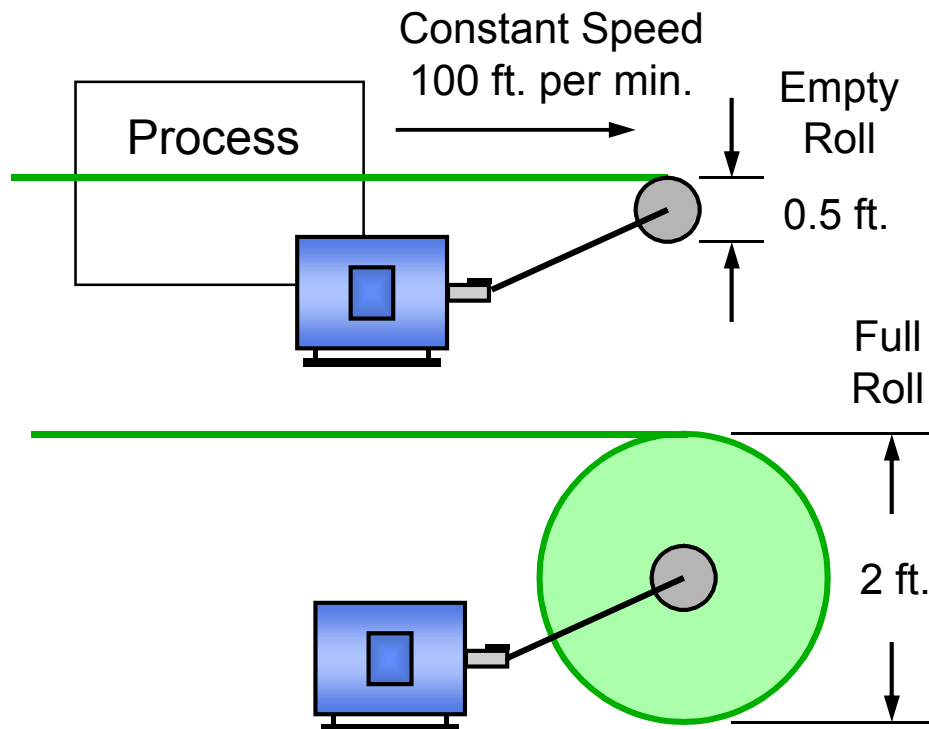 Constant Speed
100 ft. per min.
Empty
Roll
Process
0.5 ft.
Full
Roll
2 ft.